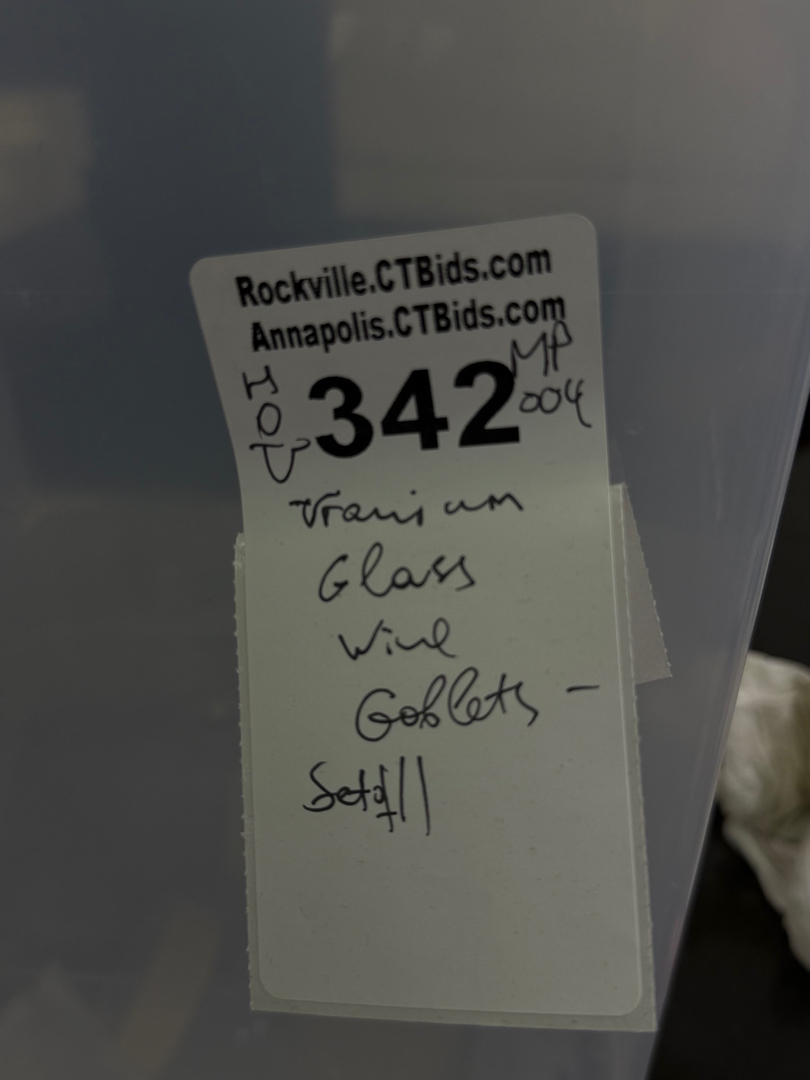 Rockville.CTBids.com
Annapolis.CTBids.com
HOU 342 MP 004
Uranium
Glass
Wine
Goblets -
Set of 11